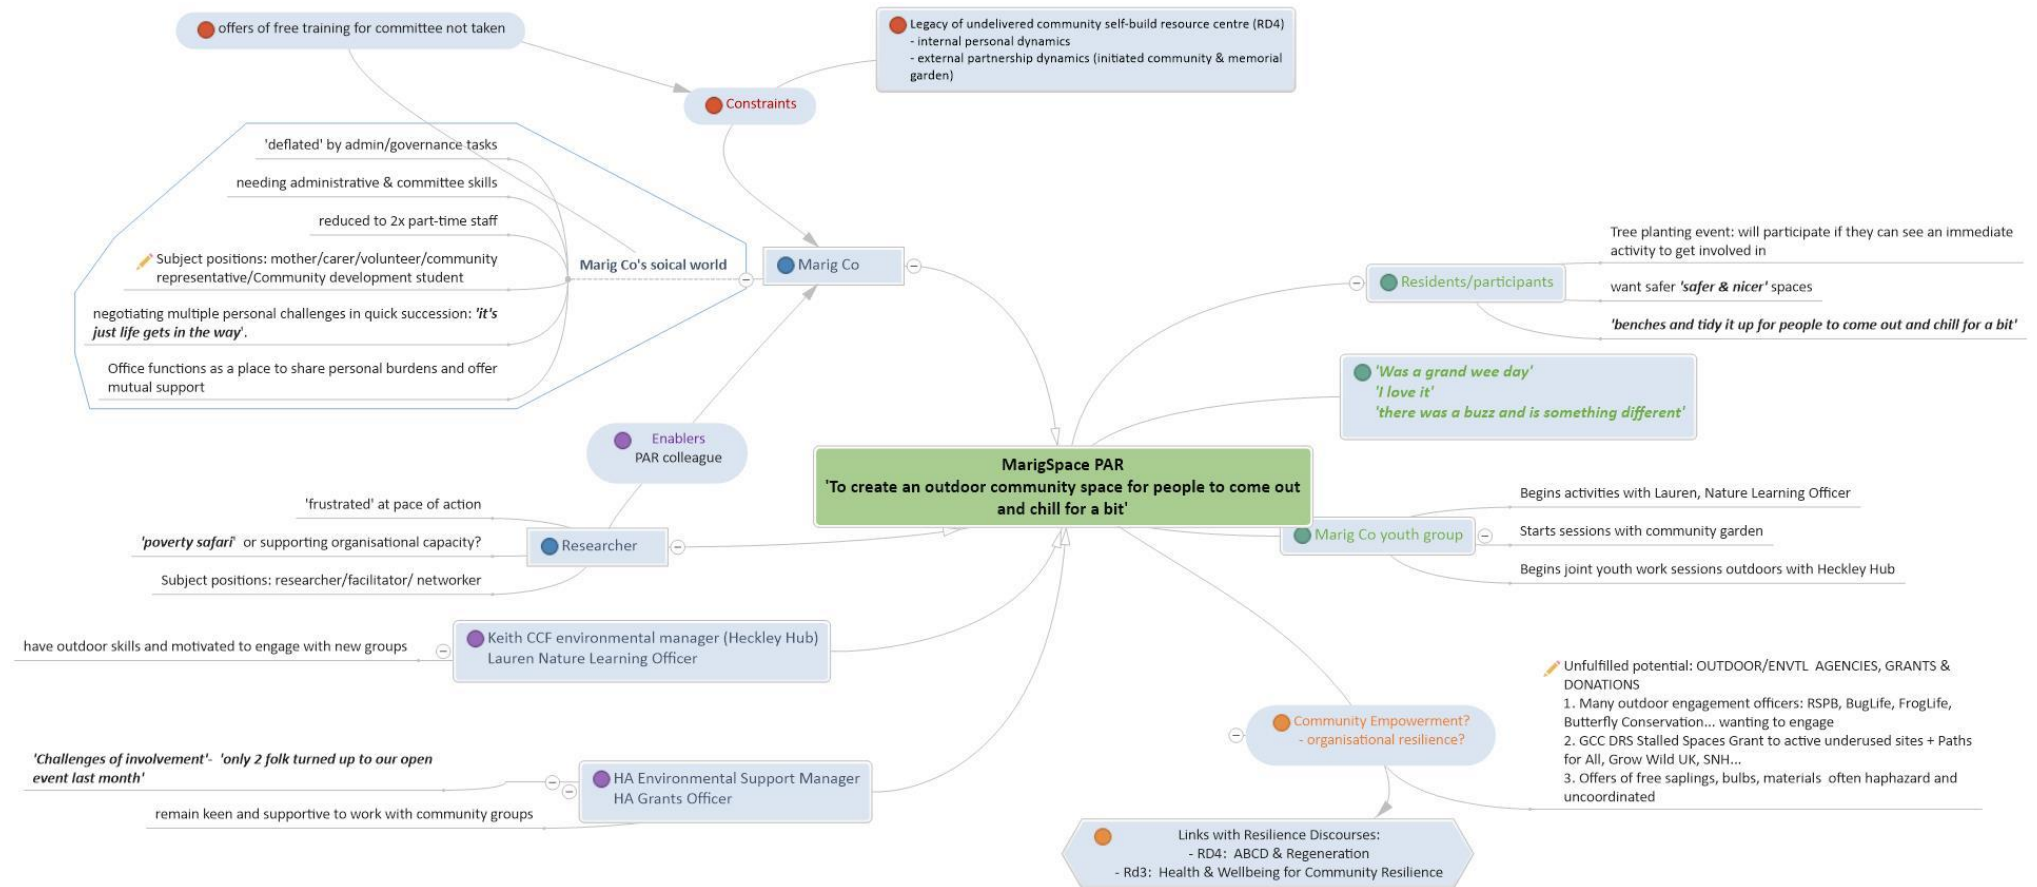 offers of free training for committee not taken
Legacy of undelivered community self-build resource centre (RD4)
- internal personal dynamics
- external partnership dynamics (initiated community & memorial
garden)
Constraints
'deflated' by admin/governance tasks
needing administrative & committee skills
reduced to 2x part-time staff
Subject positions: mother/carer/volunteer/community
representative/Community development student
negotiating multiple personal challenges in quick succession: 'it's
just life gets in the way'.
Office functions as a place to share personal burdens and offer
mutual support
Marig Co's soical world
Marig Co
Enablers
PAR colleague
'frustrated' at pace of action
'poverty safari' or supporting organisational capacity?
Subject positions: researcher/facilitator/ networker
Researcher
have outdoor skills and motivated to engage with new groups
Keith CCF environmental manager (Heckley Hub)
Lauren Nature Learning Officer
'Challenges of involvement'- 'only 2 folk turned up to our open
event last month'
remain keen and supportive to work with community groups
HA Environmental Support Manager
HA Grants Officer
MarigSpace PAR
'To create an outdoor community space for people to come out
and chill for a bit'
Residents/participants
Tree planting event: will participate if they can see an immediate
activity to get involved in
want safer 'safer & nicer' spaces
'benches and tidy it up for people to come out and chill for a bit'
'Was a grand wee day'
'I love it'
'there was a buzz and is something different'
Marig Co youth group
Begins activities with Lauren, Nature Learning Officer
Starts sessions with community garden
Begins joint youth work sessions outdoors with Heckley Hub
Community Empowerment?
- organisational resilience?
Unfulfilled potential: OUTDOOR/ENVTL AGENCIES, GRANTS &
DONATIONS
1. Many outdoor engagement officers: RSPB, BugLife, FrogLife,
Butterfly Conservation... wanting to engage
2. GCC DRS Stalled Spaces Grant to active underused sites + Paths
for All, Grow Wild UK, SNH...
3. Offers of free saplings, bulbs, materials often haphazard and
uncoordinated
Links with Resilience Discourses:
- RD4: ABCD & Regeneration
- Rd3: Health & Wellbeing for Community Resilience